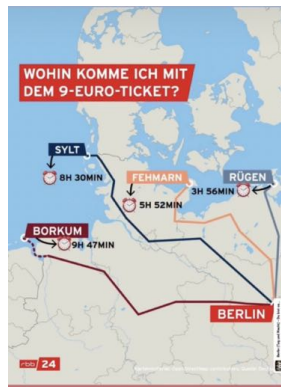 WOHIN KOMME ICH MIT
DEM 9-EURO-TICKET?
SYLT
8H 30MIN
FEHMARN
5H 52MIN
RÜGEN
3H 56MIN
BORKUM
9H 47MIN
BERLIN
rbb 24